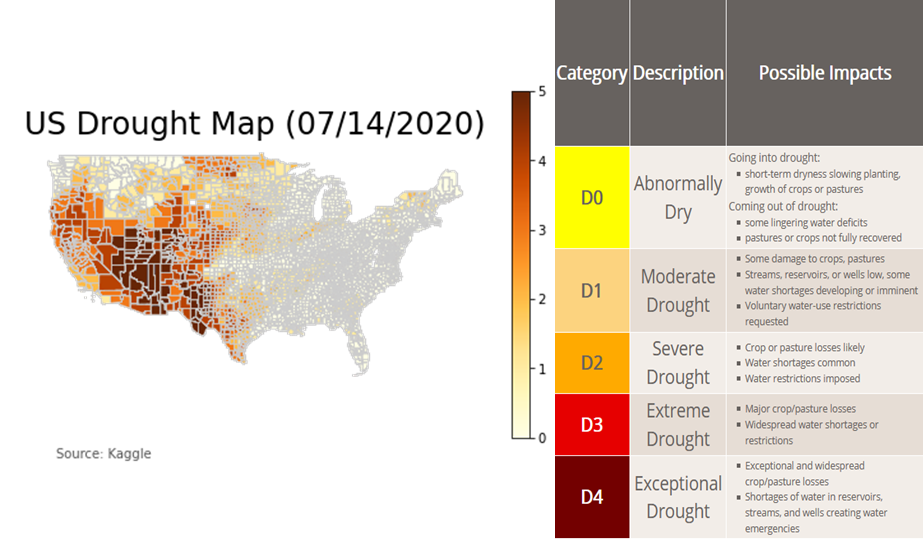 US Drought Map (07/14/2020)
5
4
3
2
1
0
Source: Kaggle
Category Description Possible Impacts
D0
Abnormally
Dry
Going into drought:
▪ short-term dryness slowing planting,
growth of crops or pastures
Coming out of drought:
▪ some lingering water deficits
▪ pastures or crops not fully recovered
D1
Moderate
Drought
▪ Some damage to crops, pastures
▪ Streams, reservoirs, or wells low, some
water shortages developing or imminent
▪ Voluntary water-use restrictions
requested
D2
Severe
Drought
▪ Crop or pasture losses likely
▪ Water shortages common
▪ Water restrictions imposed
D3
Extreme
Drought
▪ Major crop/pasture losses
▪ Widespread water shortages or
restrictions
D4
Exceptional
Drought
▪ Exceptional and widespread
crop/pasture losses
▪ Shortages of water in reservoirs,
streams, and wells creating water
emergencies